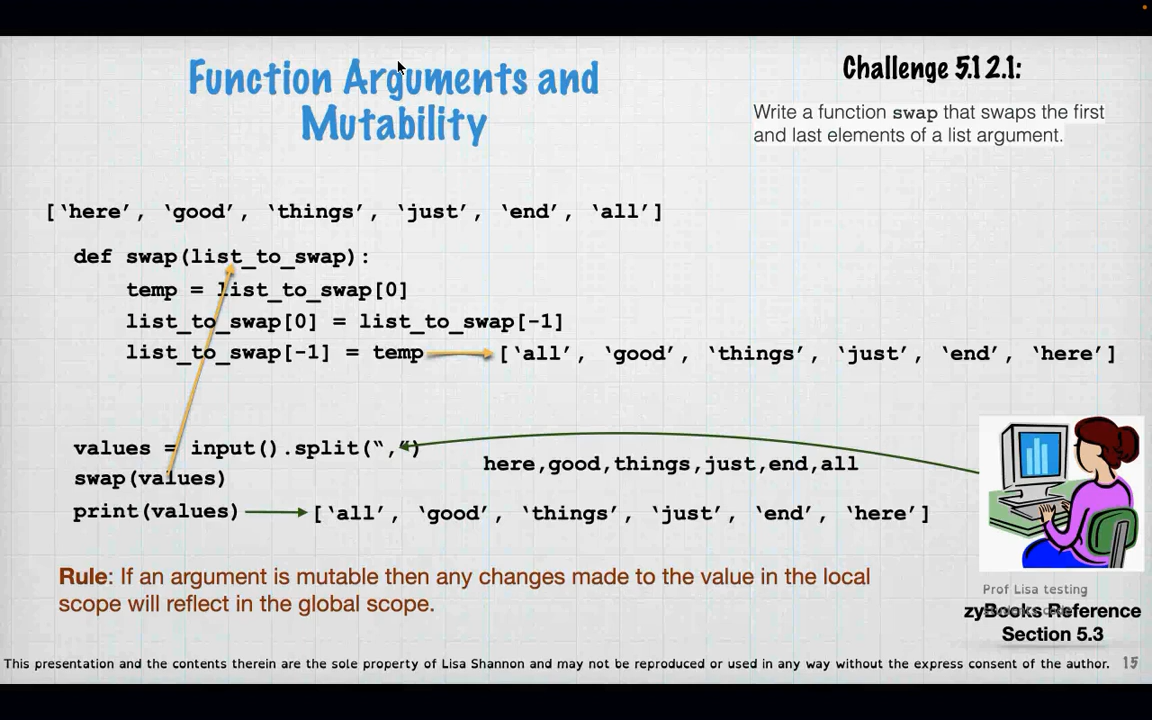 Function Arguments and
Mutability
Challenge 5.12.1:
Write a function swap that swaps the first
and last elements of a list argument.
[‘here’, ‘good’, ‘things’, ‘just’, ‘end’, ‘all’]
def swap(list_to_swap):
temp = list_to_swap[0]
list_to_swap[0] = list_to_swap[-1]
list_to_swap[-1] = temp
[‘all’, ‘good’, ‘things’, ‘just’, ‘end’, ‘here’]
values = input().split(“,“)
here,good,things,just,end,all
swap(values)
print(values)
[‘all’, ‘good’, ‘things’, ‘just’, ‘end’, ‘here’]
Rule: If an argument is mutable then any changes made to the value in the local
scope will reflect in the global scope.
Prof Lisa testing
zyBooks Reference
Section 5.3
This presentation and the contents therein are the sole property of Lisa Shannon and may not be reproduced or used in any way without the express consent of the author. 15